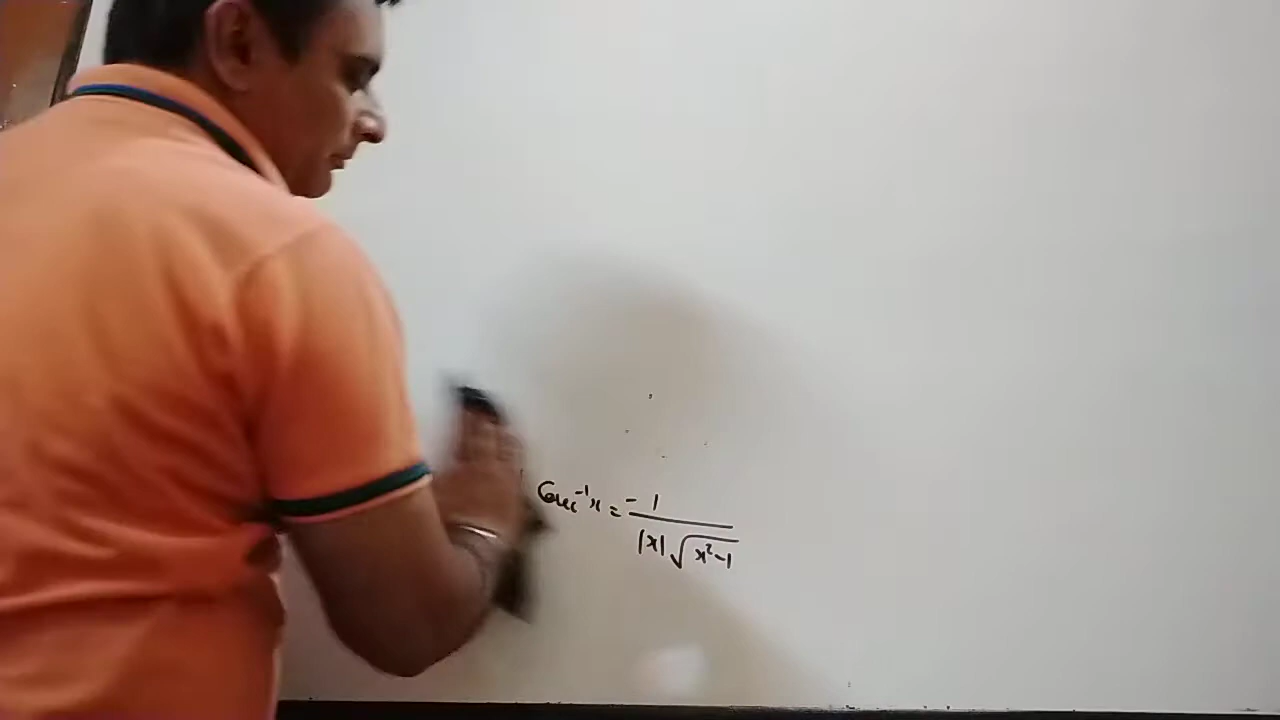 Cosec⁻¹x = -1/(|x|√(x²-1))